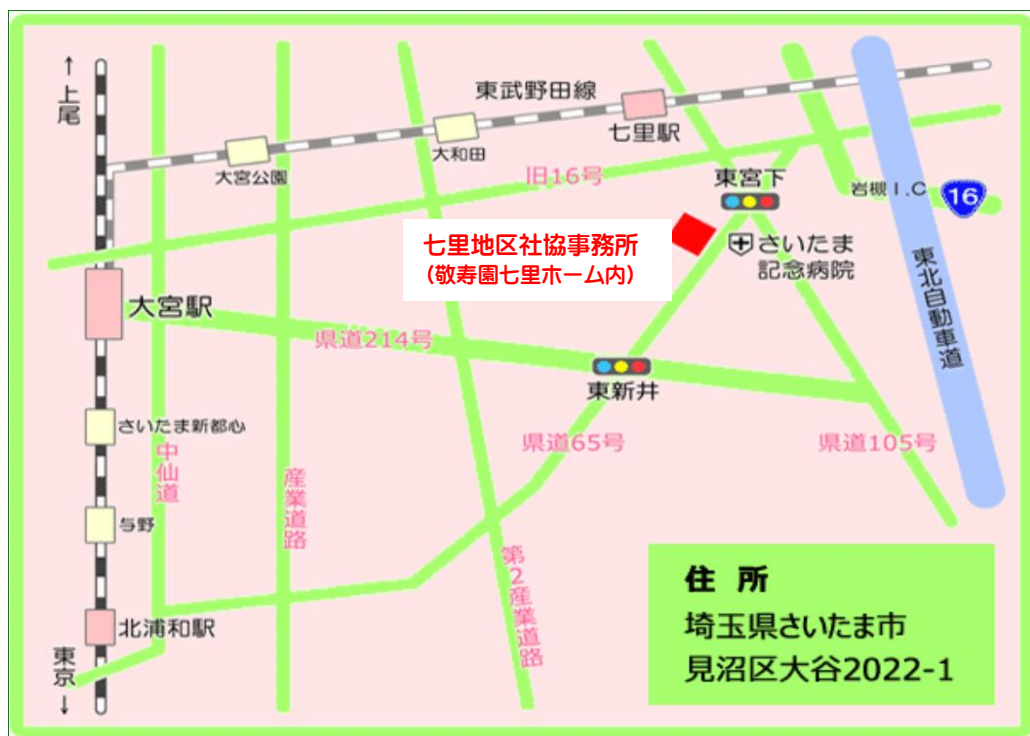 ↑
上尾
東武野田線
七里駅
大和田
大宮公園
旧16号
東宮下
岩槻I.C
16
七里地区社協事務所
(敬寿園七里ホーム内)
さいたま
記念病院
東北自動車道
大宮駅
県道214号
東新井
さいたま新都心
中仙道
産業道路
県道65号
県道105号
与野
第2産業道路
北浦和駅
東京
↓
住 所
埼玉県さいたま市
見沼区大谷2022-1